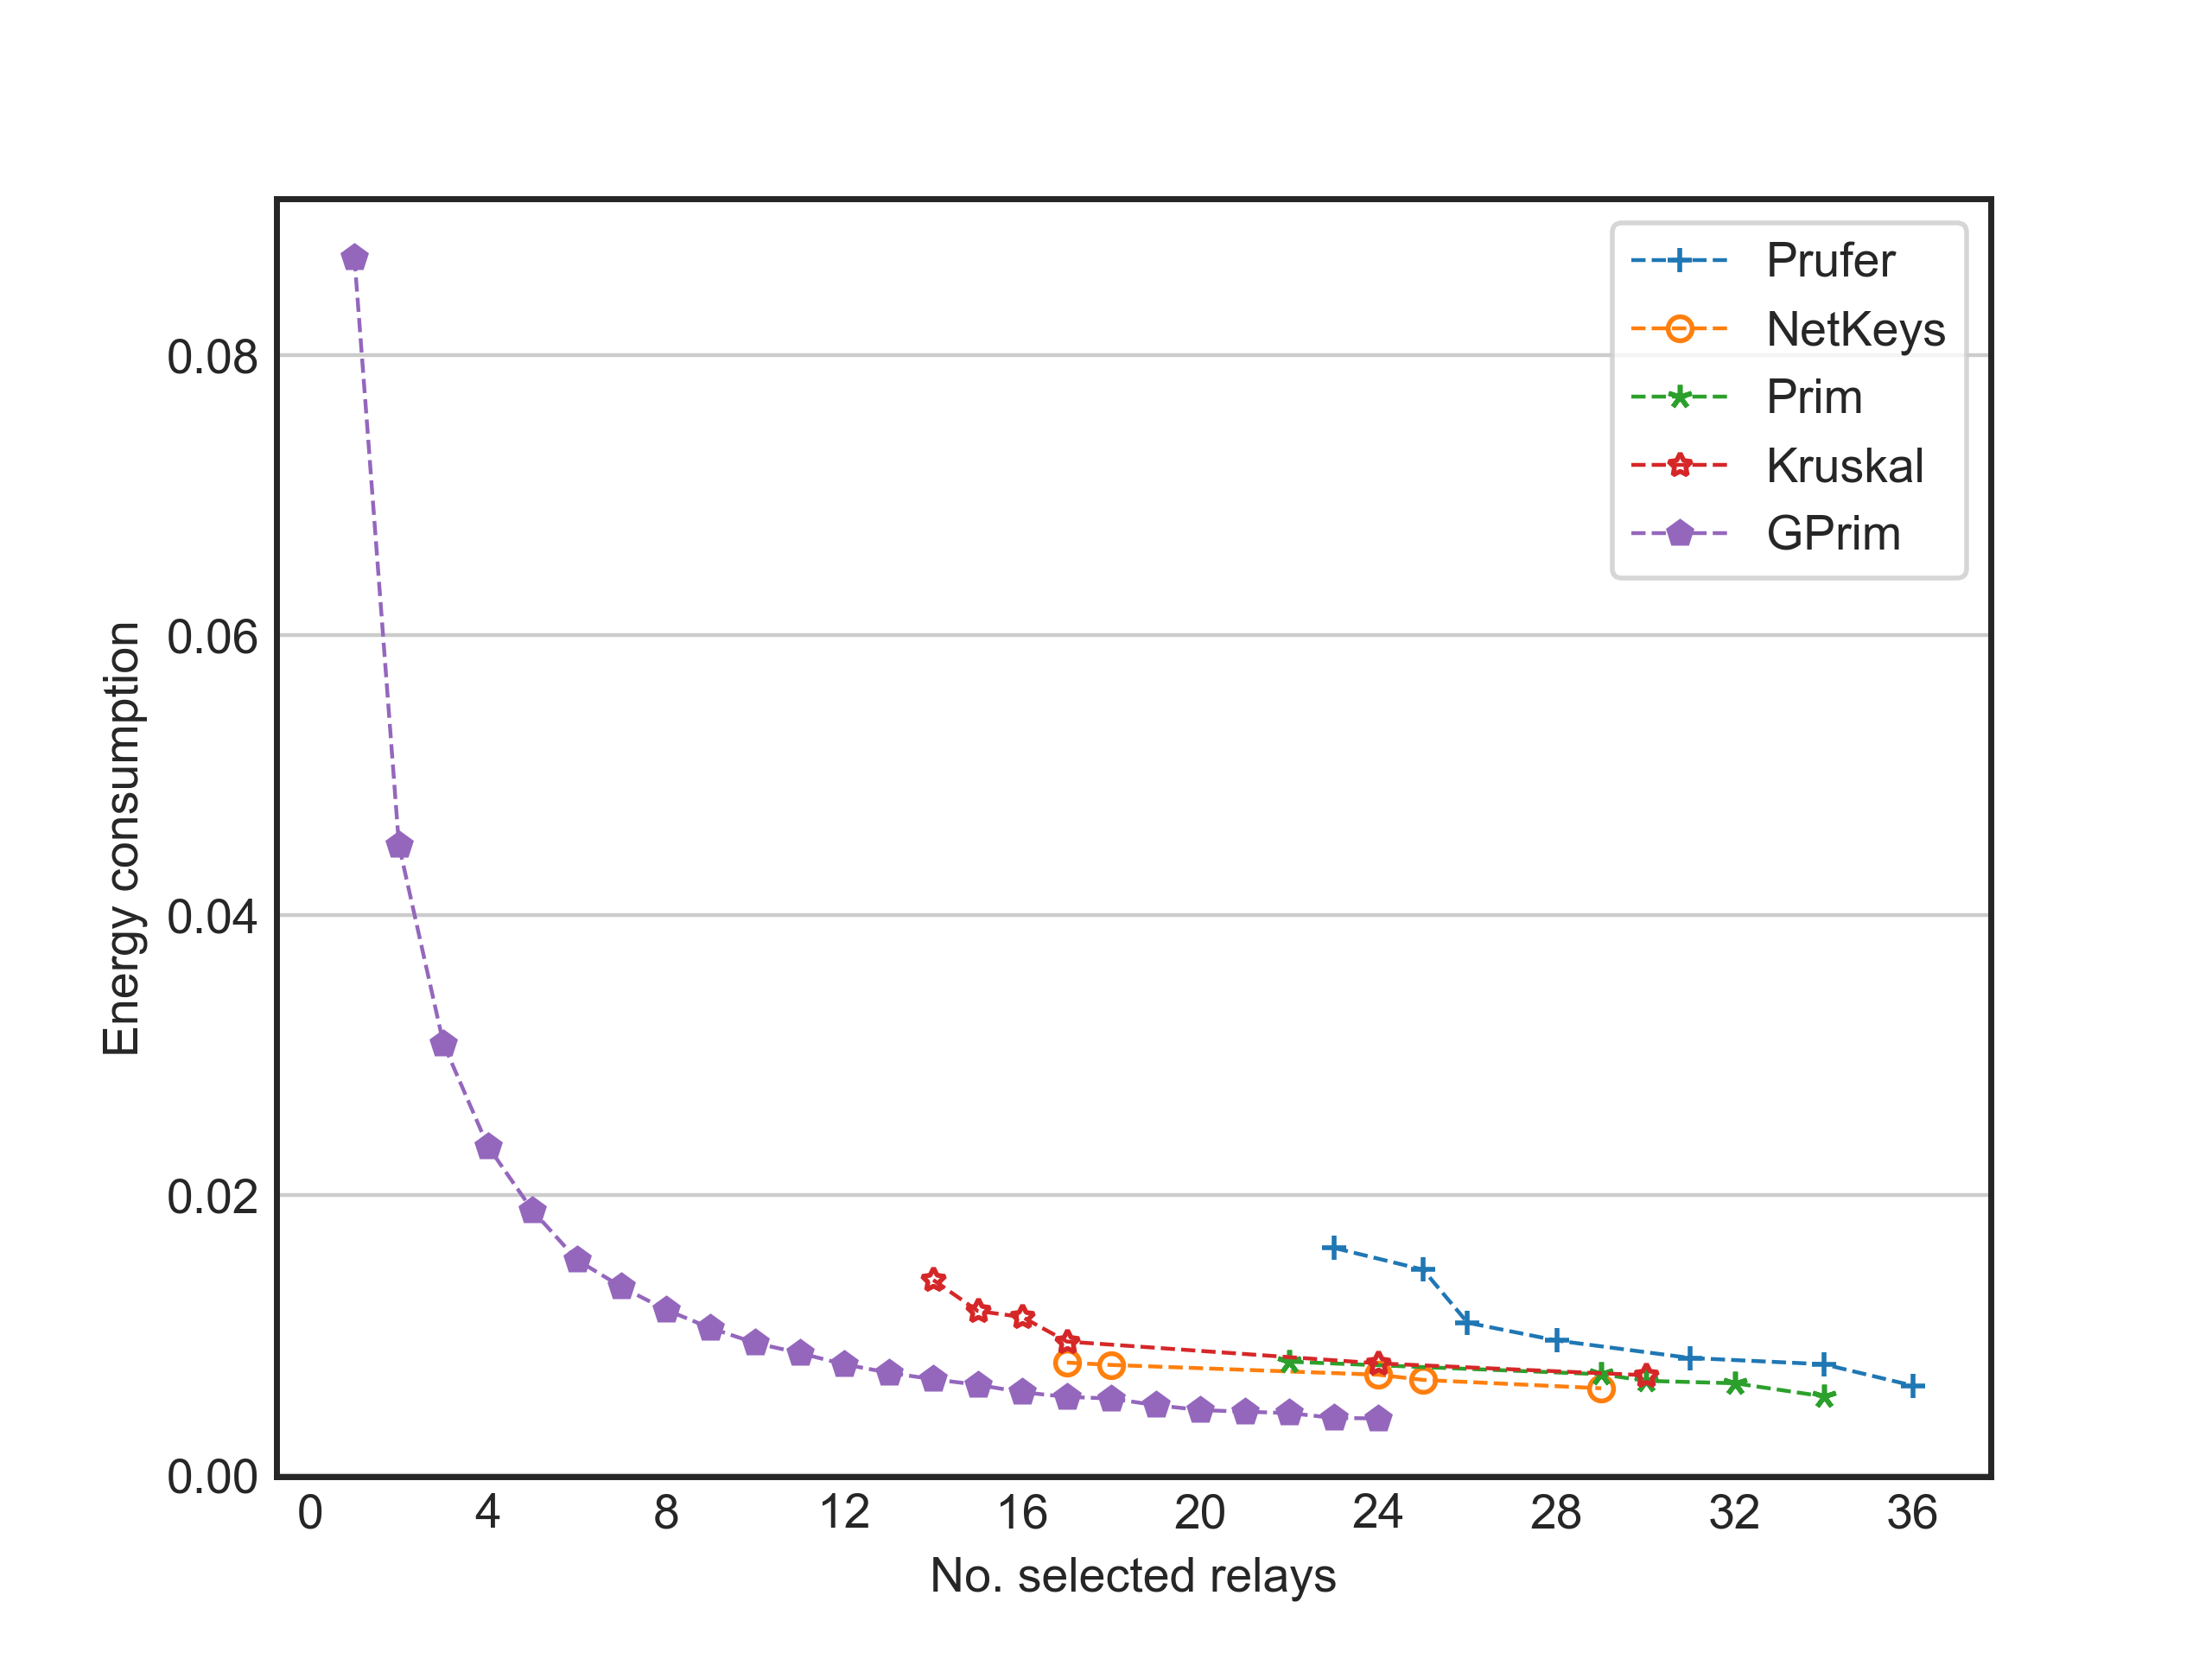 Prufer
NetKeys
Prim
Kruskal
GPrim
0.08
0.06
0.04
0.02
0.00
Energy consumption
0 4 8 12 16 20 24 28 32 36
No. selected relays